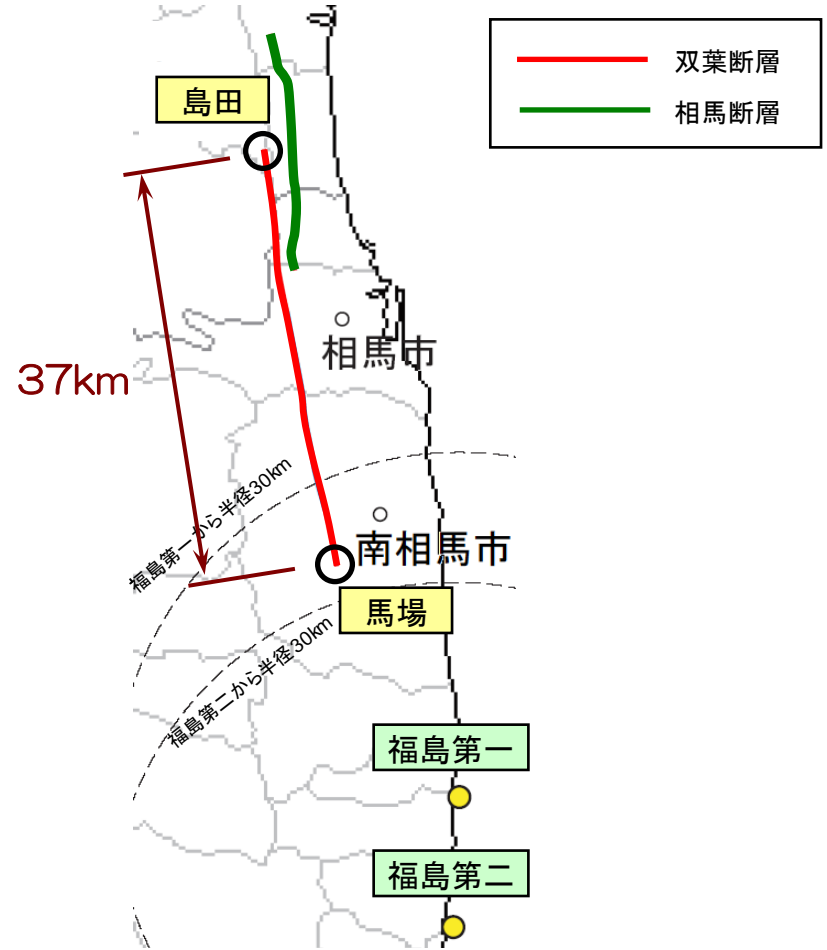 双葉断層
相馬断層
島田
相馬市
37km
福島第一から半径30km
南相馬市
馬場
福島第二から半径30km
福島第一
福島第二